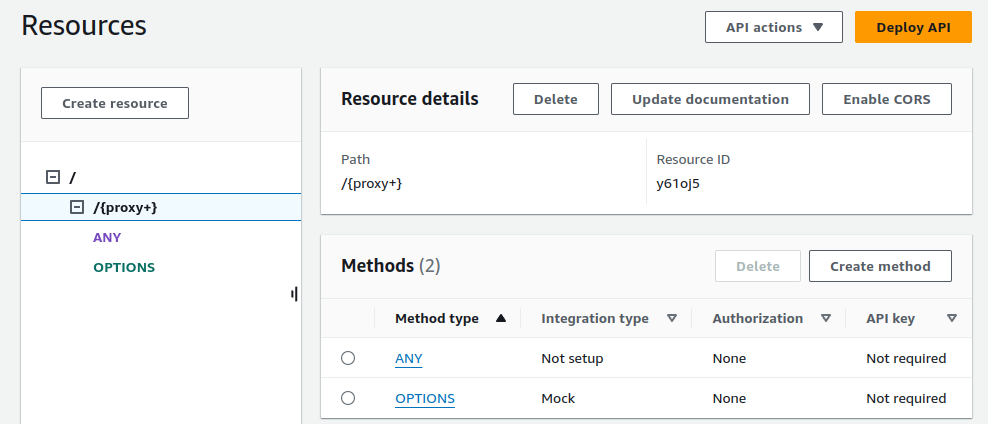 Resources
API actions
Deploy API
Create resource
/
/{proxy+}
ANY
OPTIONS
Resource details
Delete
Update documentation
Enable CORS
Path
Resource ID
/{proxy+}
y61oj5
Methods (2)
Delete
Create method
Method type Integration type Authorization API key
ANY Not setup None Not required
OPTIONS Mock None Not required